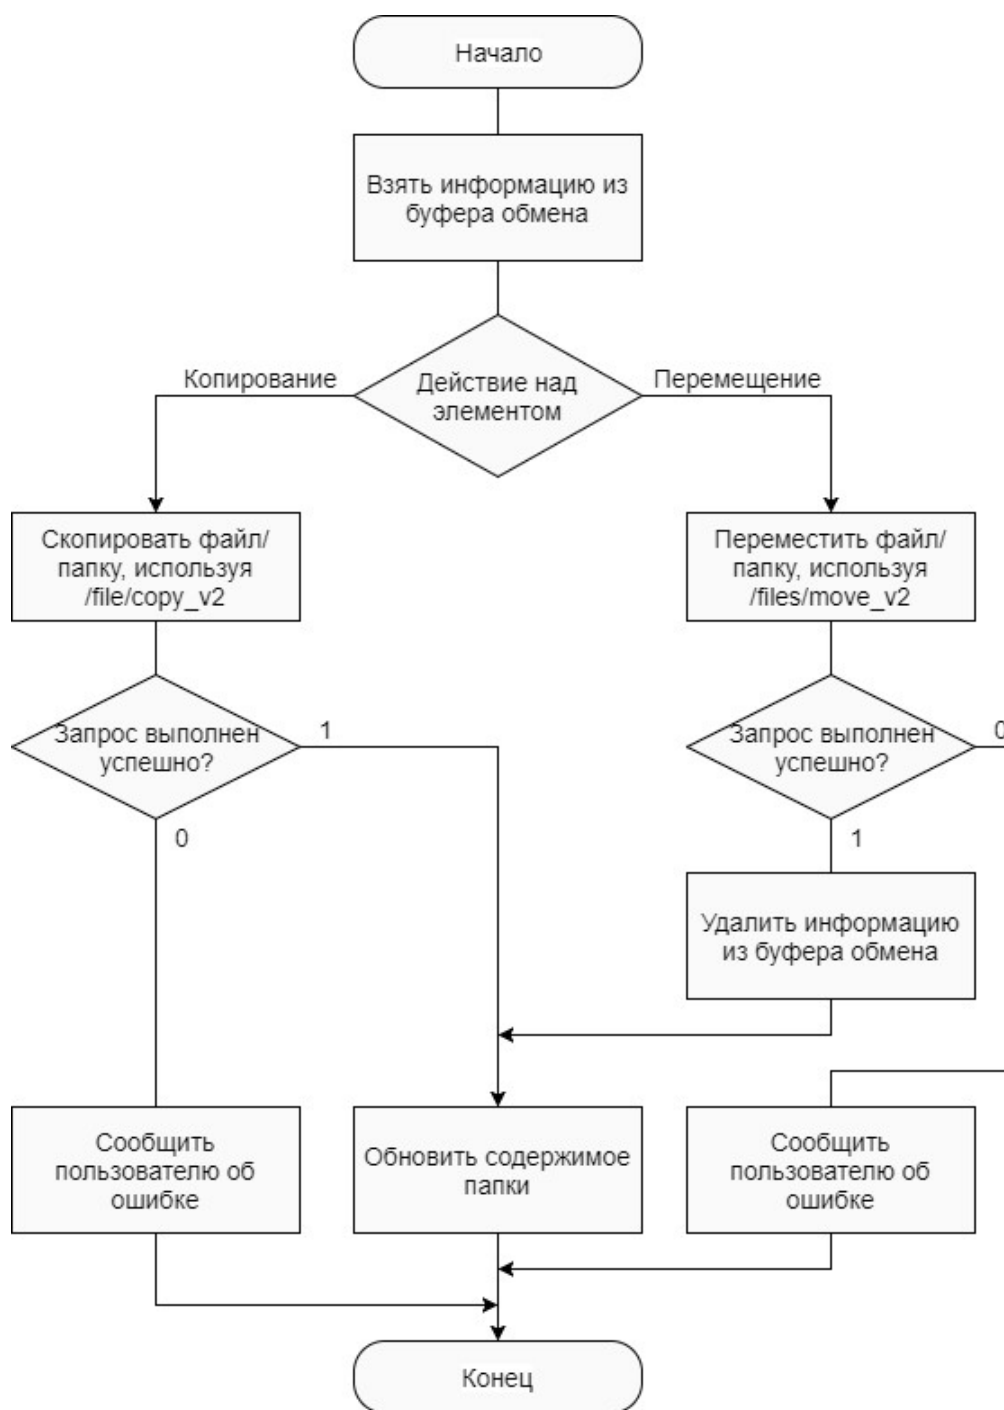 Начало
Взять информацию из
буфера обмена
Копирование
Действие над
элементом
Перемещение
Скопировать файл/
папку, используя
/file/copy_v2
Переместить файл/
папку, используя
/files/move_v2
Запрос выполнен
успешно?
1
0
Запрос выполнен
успешно?
0
1
Удалить информацию
из буфера обмена
Сообщить
пользователю об
ошибке
Обновить содержимое
папки
Сообщить
пользователю об
ошибке
Конец